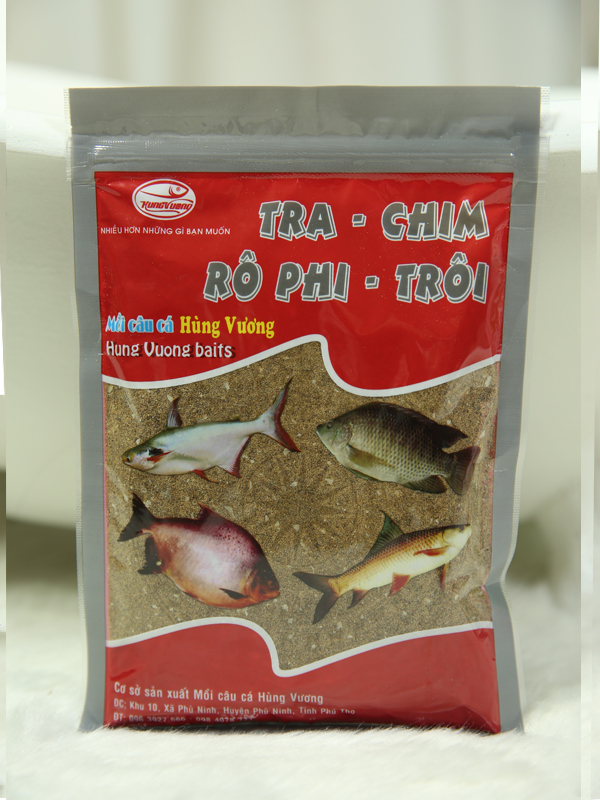 HungVuong
NHIỀU HƠN NHỮNG GÌ BẠN MUỐN
TRA - CHIM
RÔ PHI - TRÔI
Mồi câu cá Hùng Vương
Hung Vuong baits
Cơ sở sản xuất Mồi câu cá Hùng Vương
ĐC: Khu 10, Xã Phù Ninh, Huyện Phù Ninh, Tỉnh Phú Thọ
ĐT: